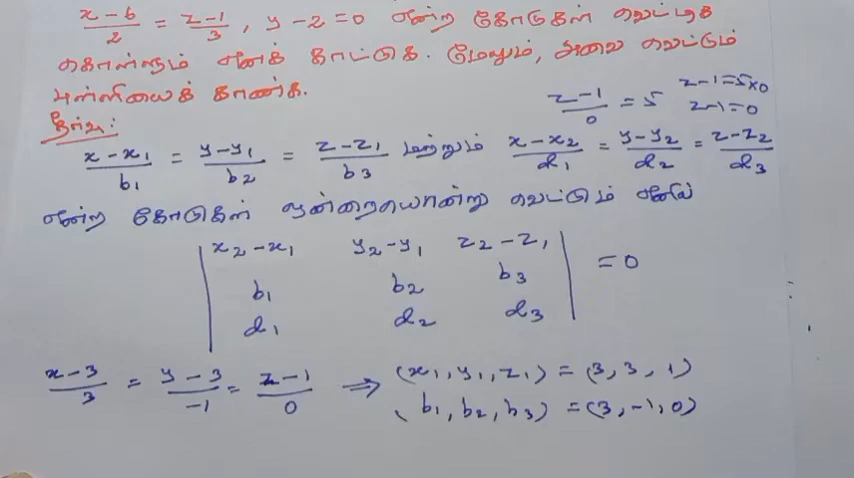 x-6/2 = z-1/3, y-2=0 என்ற கோடுகள் வெட்டிக்
கொள்ளும் எனக் காட்டுக. மேலும், அவை வெட்டும்
புள்ளியைக் காண்க.
z-1/0 = 5 z-1=5x0
z-1=0
தீர்வு:
x-x₁/b₁ = y-y₁/b₂ = z-z₁/b₃ மற்றும் x-x₂/d₁ = y-y₂/d₂ = z-z₂/d₃
என்ற கோடுகள் ஒன்றையொன்று வெட்டும் எனில்
| x₂-x₁ y₂-y₁ z₂-z₁ |
| b₁ b₂ b₃ | = 0
| d₁ d₂ d₃ |
x-3/3 = y-3/-1 = z-1/0 ⇒ (x₁, y₁, z₁) = (3, 3, 1)
(b₁, b₂, b₃) = (3, -1, 0)